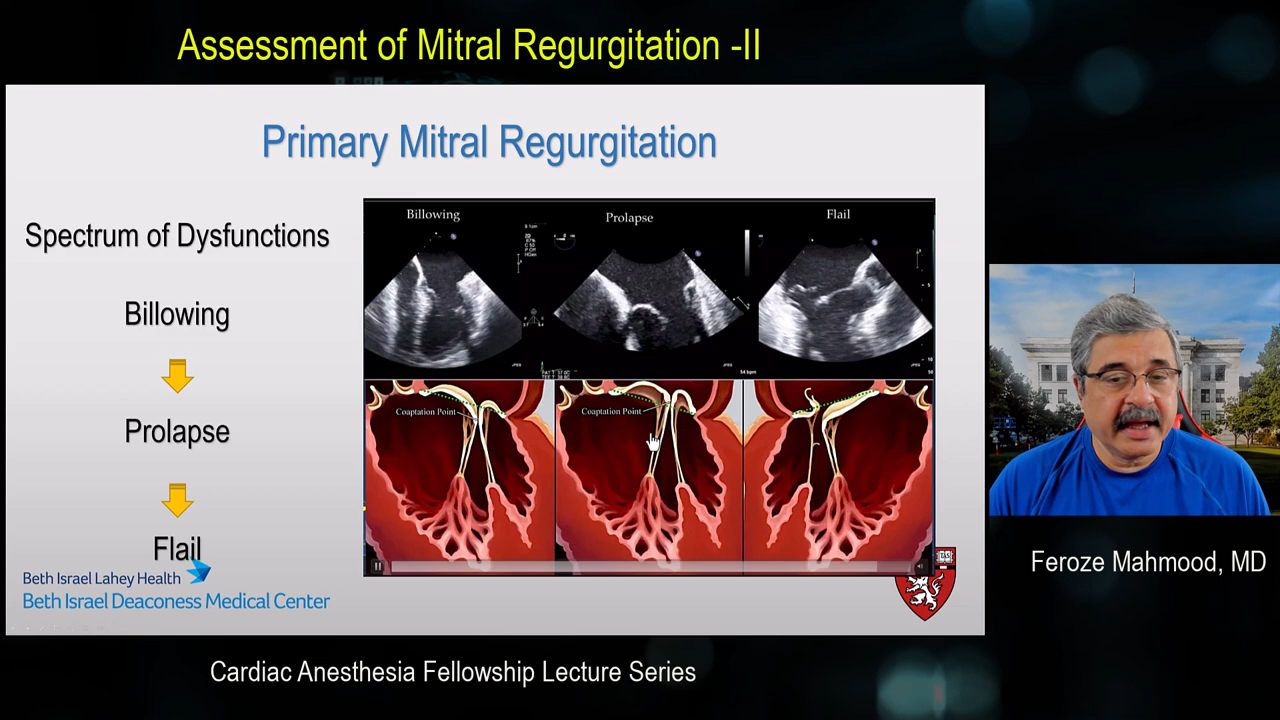 Assessment of Mitral Regurgitation -II
Primary Mitral Regurgitation
Spectrum of Dysfunctions
Billowing
Prolapse
Flail
Billowing
Prolapse
Flail
Coaptation Point
Coaptation Point
Beth Israel Lahey Health
Beth Israel Deaconess Medical Center
Feroze Mahmood, MD
Cardiac Anesthesia Fellowship Lecture Series